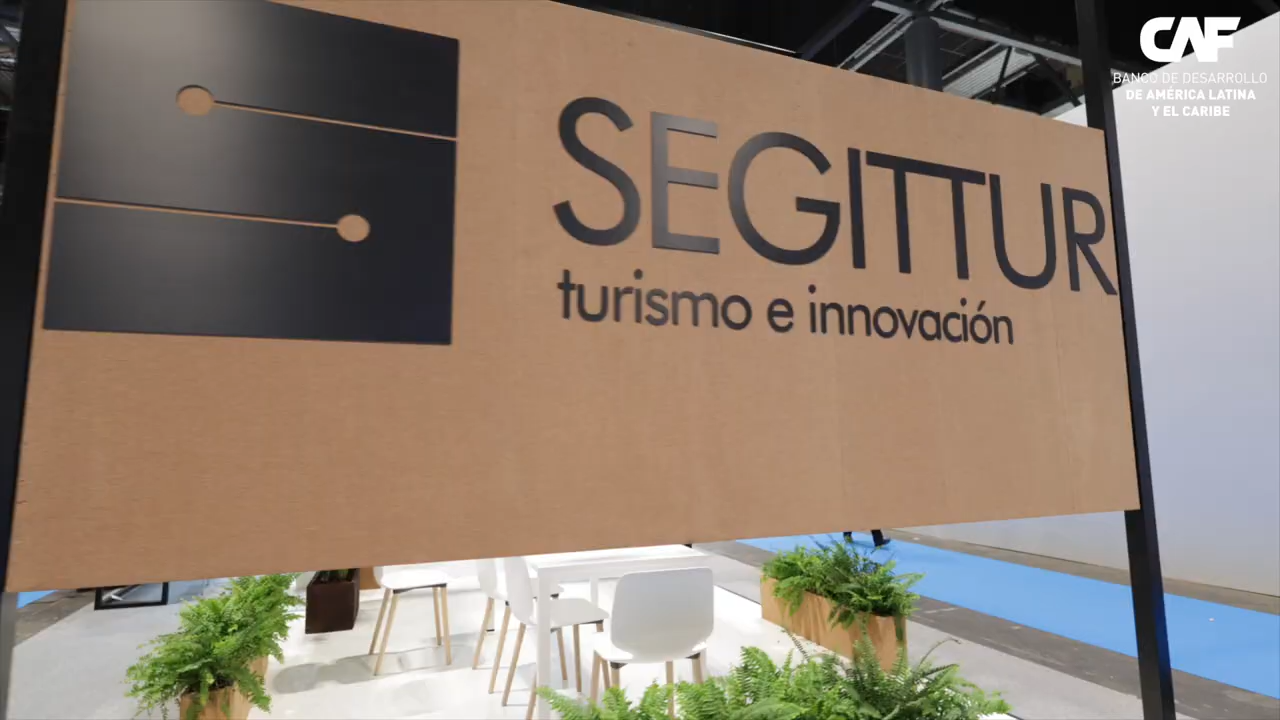 SEGITTUR
turismo e innovación
CAF
BANCO DE DESARROLLO
DE AMÉRICA LATINA
Y EL CARIBE